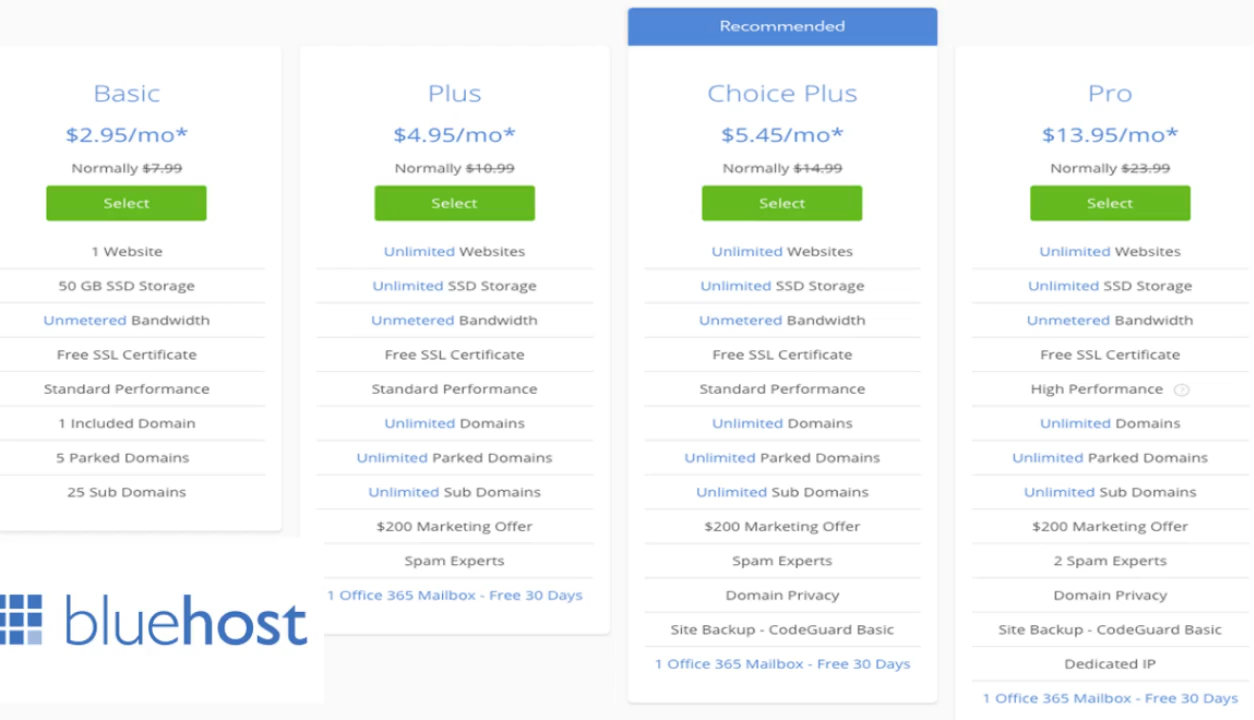 Recommended
Basic
$2.95/mo*
Normally $7.99
Select
1 Website
50 GB SSD Storage
Unmetered Bandwidth
Free SSL Certificate
Standard Performance
1 Included Domain
5 Parked Domains
25 Sub Domains
Plus
$4.95/mo*
Normally $10.99
Select
Unlimited Websites
Unlimited SSD Storage
Unmetered Bandwidth
Free SSL Certificate
Standard Performance
Unlimited Domains
Unlimited Parked Domains
Unlimited Sub Domains
$200 Marketing Offer
Spam Experts
1 Office 365 Mailbox - Free 30 Days
Choice Plus
$5.45/mo*
Normally $14.99
Select
Unlimited Websites
Unlimited SSD Storage
Unmetered Bandwidth
Free SSL Certificate
Standard Performance
Unlimited Domains
Unlimited Parked Domains
Unlimited Sub Domains
$200 Marketing Offer
Spam Experts
Domain Privacy
Site Backup - CodeGuard Basic
1 Office 365 Mailbox - Free 30 Days
Pro
$13.95/mo*
Normally $23.99
Select
Unlimited Websites
Unlimited SSD Storage
Unmetered Bandwidth
Free SSL Certificate
High Performance
Unlimited Domains
Unlimited Parked Domains
Unlimited Sub Domains
$200 Marketing Offer
2 Spam Experts
Domain Privacy
Site Backup - CodeGuard Basic
Dedicated IP
1 Office 365 Mailbox - Free 30 Days
bluehost